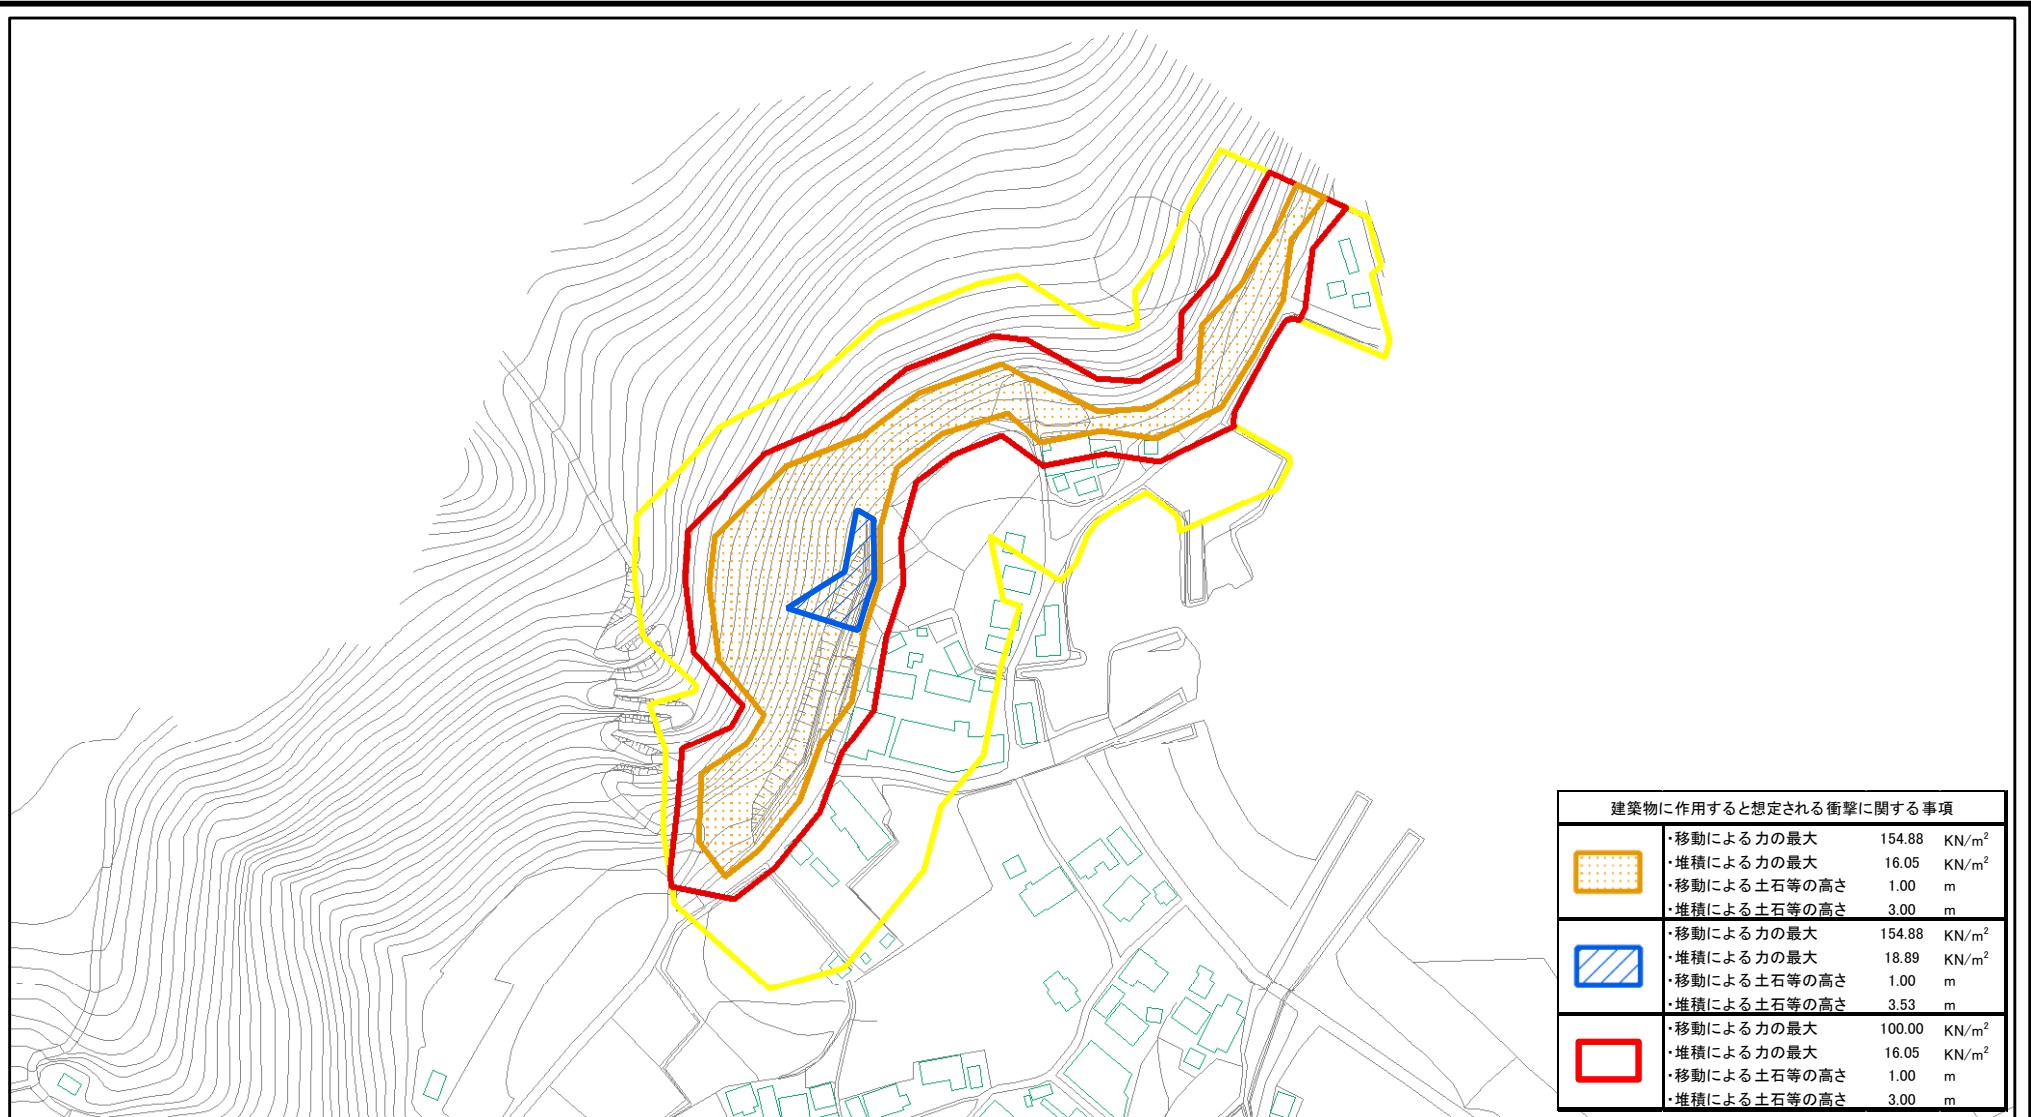 建築物に作用すると想定される衝撃に関する事項
・移動による力の最大 154.88 KN/m²
・堆積による力の最大 16.05 KN/m²
・移動による土石等の高さ 1.00 m
・堆積による土石等の高さ 3.00 m
・移動による力の最大 154.88 KN/m²
・堆積による力の最大 18.89 KN/m²
・移動による土石等の高さ 1.00 m
・堆積による土石等の高さ 3.53 m
・移動による力の最大 100.00 KN/m²
・堆積による力の最大 16.05 KN/m²
・移動による土石等の高さ 1.00 m
・堆積による土石等の高さ 3.00 m